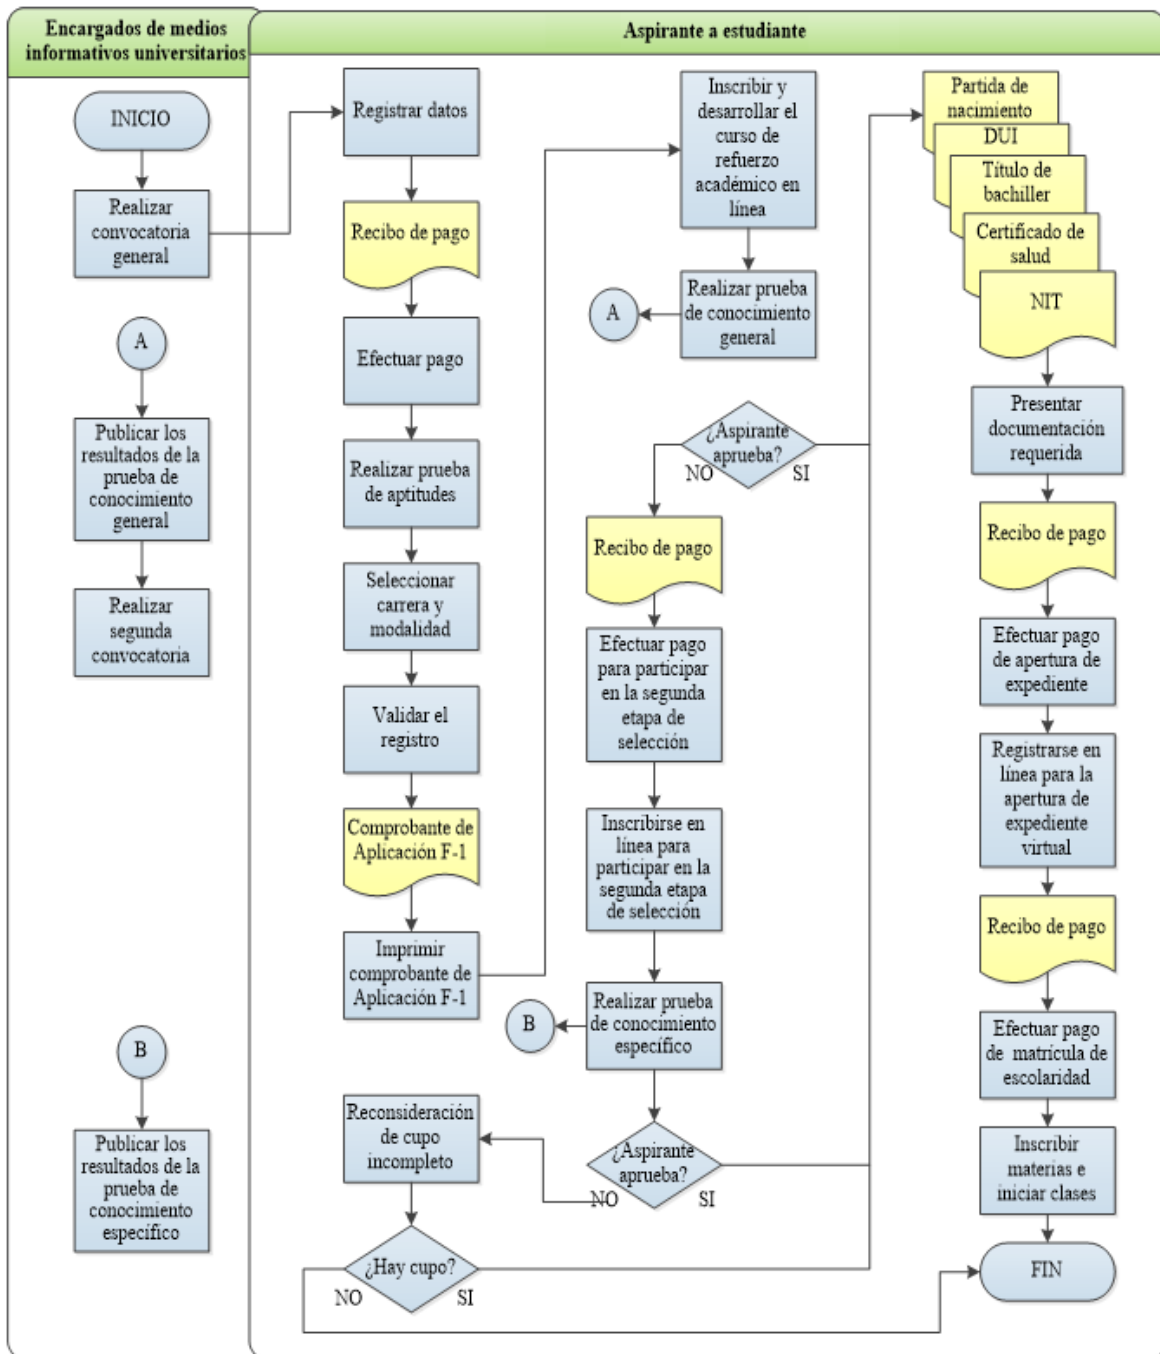 Encargados de medios
informativos universitarios
Aspirante a estudiante
INICIO
Realizar
convocatoria
general
A
Publicar los
resultados de la
prueba de
conocimiento
general
Realizar
segunda
convocatoria
B
Publicar los
resultados de la
prueba de
conocimiento
específico
Registrar datos
Recibo de pago
Efectuar pago
Realizar prueba
de aptitudes
Seleccionar
carrera y
modalidad
Validar el
registro
Comprobante de
Aplicación F-1
Imprimir
comprobante de
Aplicación F-1
Reconsideración
de cupo
incompleto
¿Hay cupo?
NO
SI
Inscribir y
desarrollar el
curso de
refuerzo
académico en
línea
Realizar prueba
de conocimiento
general
A
¿Aspirante
aprueba?
NO
SI
Recibo de pago
Efectuar pago
para participar
en la segunda
etapa de
selección
Inscribirse en
línea para
participar en la
segunda etapa
de selección
Realizar prueba
de conocimiento
específico
B
¿Aspirante
aprueba?
NO
SI
Partida de
nacimiento
DUI
Título de
bachiller
Certificado de
salud
NIT
Presentar
documentación
requerida
Recibo de pago
Efectuar pago
de apertura de
expediente
Registrarse en
línea para la
apertura de
expediente
virtual
Recibo de pago
Efectuar pago
de matrícula de
escolaridad
Inscribir
materias e
iniciar clases
FIN